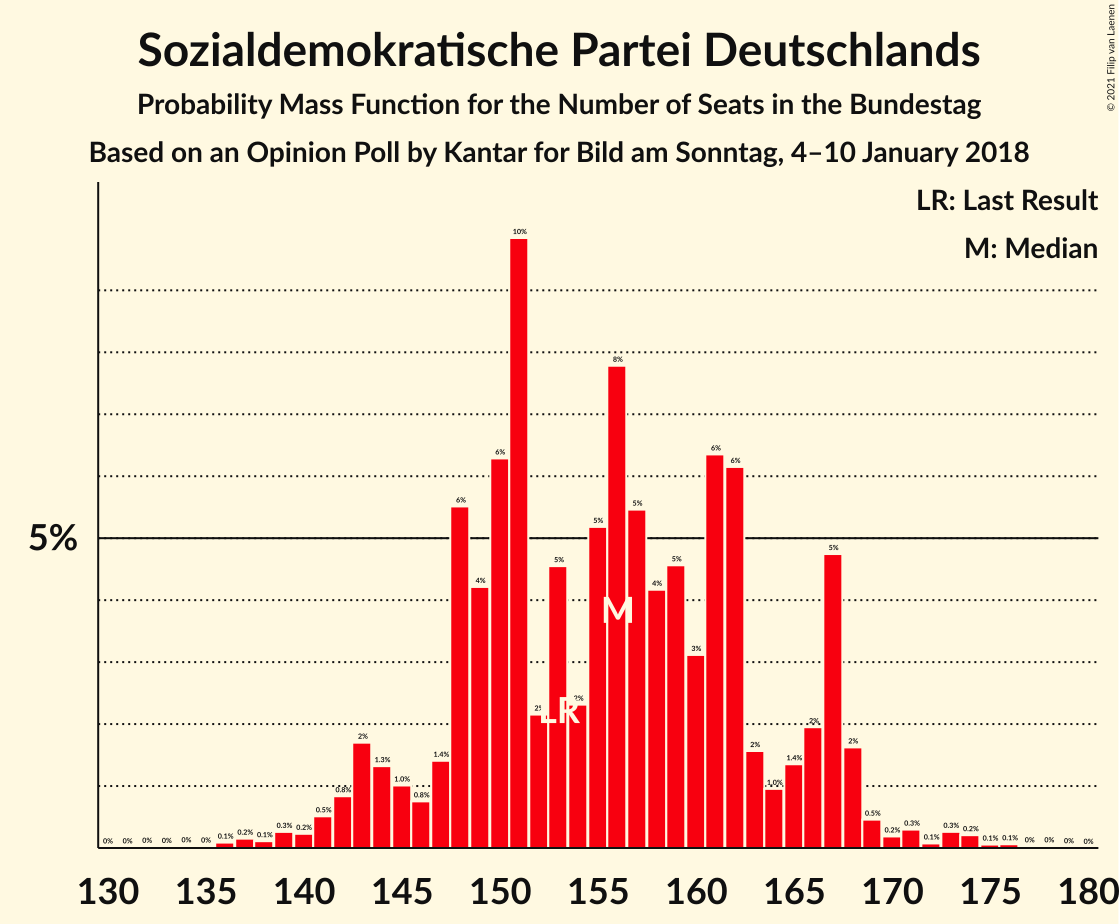 © 2021 Filip van Laenen
Sozialdemokratische Partei Deutschlands
Probability Mass Function for the Number of Seats in the Bundestag
Based on an Opinion Poll by Kantar for Bild am Sonntag, 4–10 January 2018
LR: Last Result
M: Median
5%
0% 0% 0% 0% 0% 0% 0.1% 0.2% 0.1% 0.3% 0.2% 0.5% 0.8% 2% 1.3% 1.0% 0.8% 1.4% 6% 4% 6% 10% 2% 5% 2% 5% 8% 5% 4% 5% 3% 6% 6% 2% 1.0% 1.4% 2% 5% 2% 0.5% 0.2% 0.3% 0.1% 0.3% 0.2% 0.1% 0.1% 0% 0% 0% 0%
M
LR
130 135 140 145 150 155 160 165 170 175 180